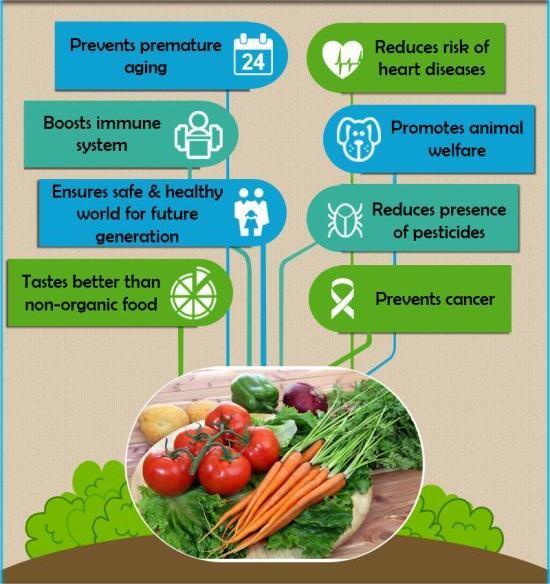 Prevents premature
aging
24
Reduces risk of
heart diseases
Boosts immune
system
Promotes animal
welfare
Ensures safe & healthy
world for future
generation
Reduces presence
of pesticides
Tastes better than
non-organic food
Prevents cancer